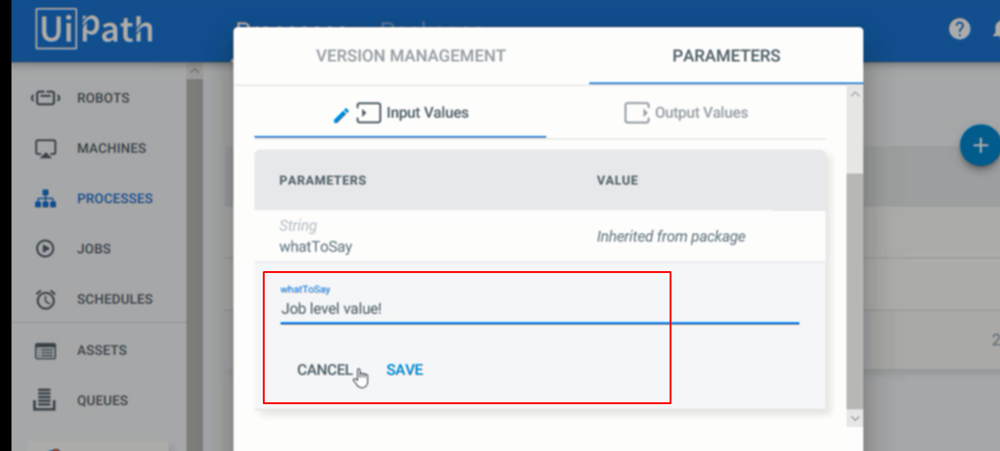 UiPath
VERSION MANAGEMENT
PARAMETERS
ROBOTS
MACHINES
PROCESSES
JOBS
SCHEDULES
ASSETS
QUEUES
Input Values
Output Values
PARAMETERS
VALUE
String
whatToSay
Inherited from package
whatToSay
Job level value!
CANCEL
SAVE
?
2